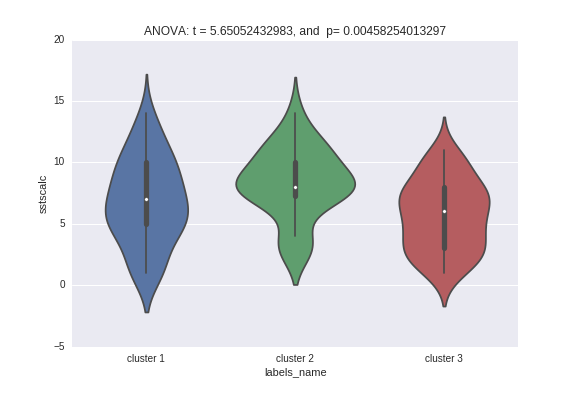 ANOVA: t = 5.65052432983, and  p= 0.00458254013297
20
15
10
5
0
−5
sstscalc
cluster 1
cluster 2
cluster 3
labels_name